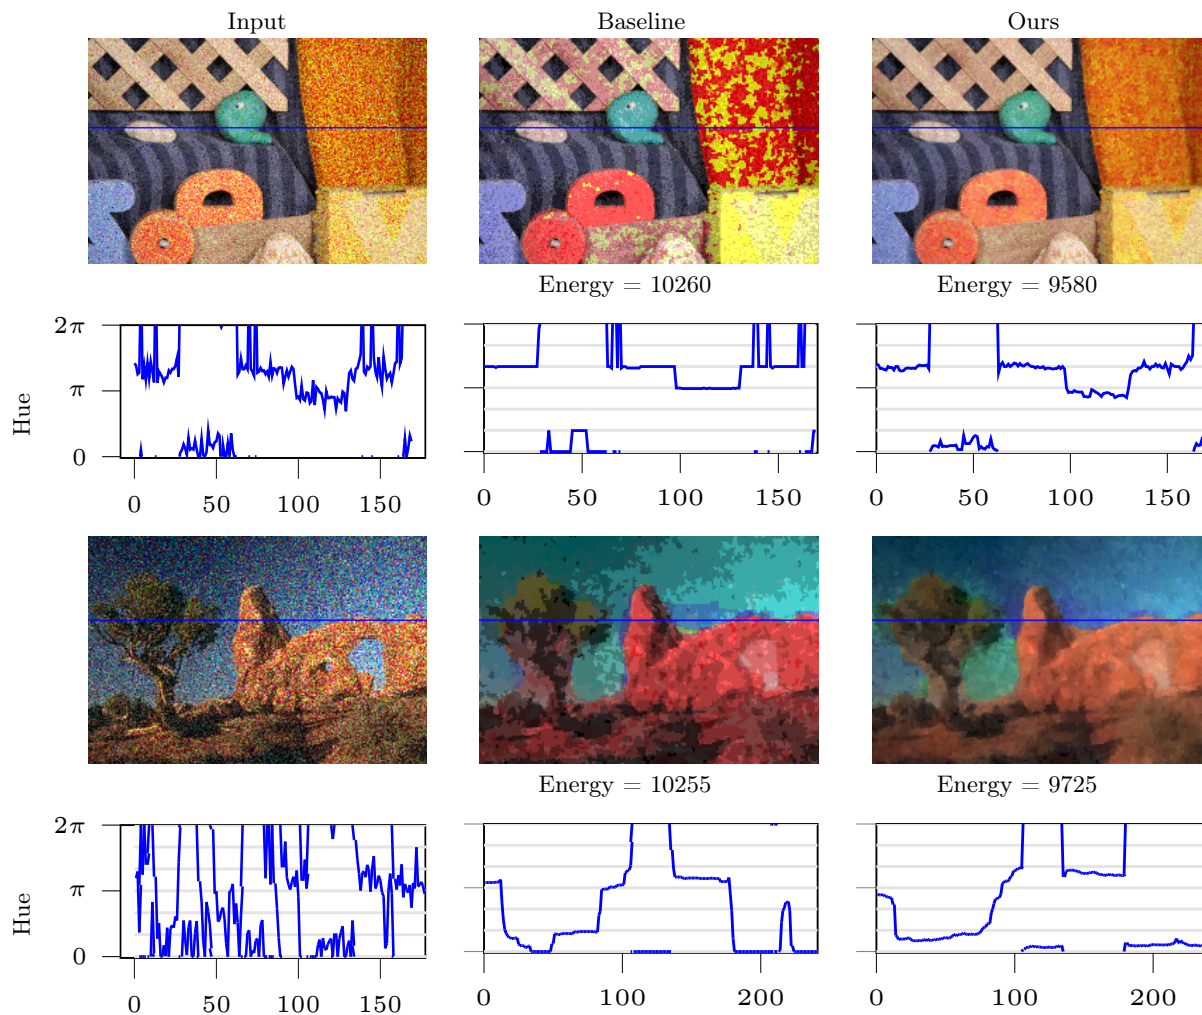 Input Baseline Ours
Energy = 10260 Energy = 9580
2π
π
0
Hue
0 50 100 150 0 50 100 150 0 50 100 150
Energy = 10255 Energy = 9725
2π
π
0
Hue
0 50 100 150 0 100 200 0 100 200